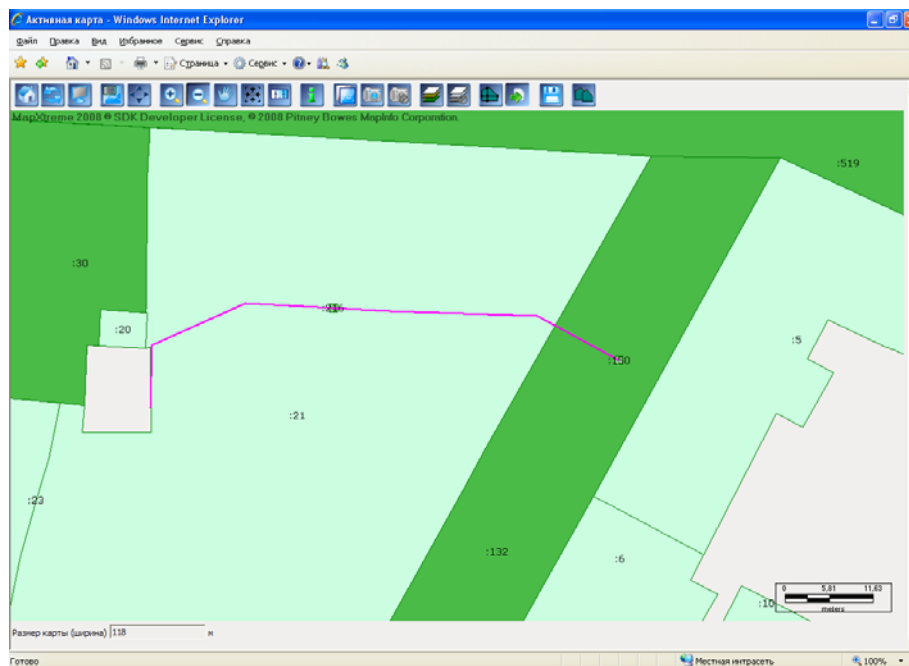 Активная карта - Windows Internet Explorer
Файл Правка Вид Избранное Сервис Справка
Страница Сервис
MapXtreme 2008 ® SDK Developer License, © 2008 Pitney Bowes MapInfo Corporation.
:519
:30
:20
:5
:150
:21
:23
:132
:6
:10
0 5,81 11,63
meters
Размер карты (ширина) 118 м
Готово Местная интрасеть 100%